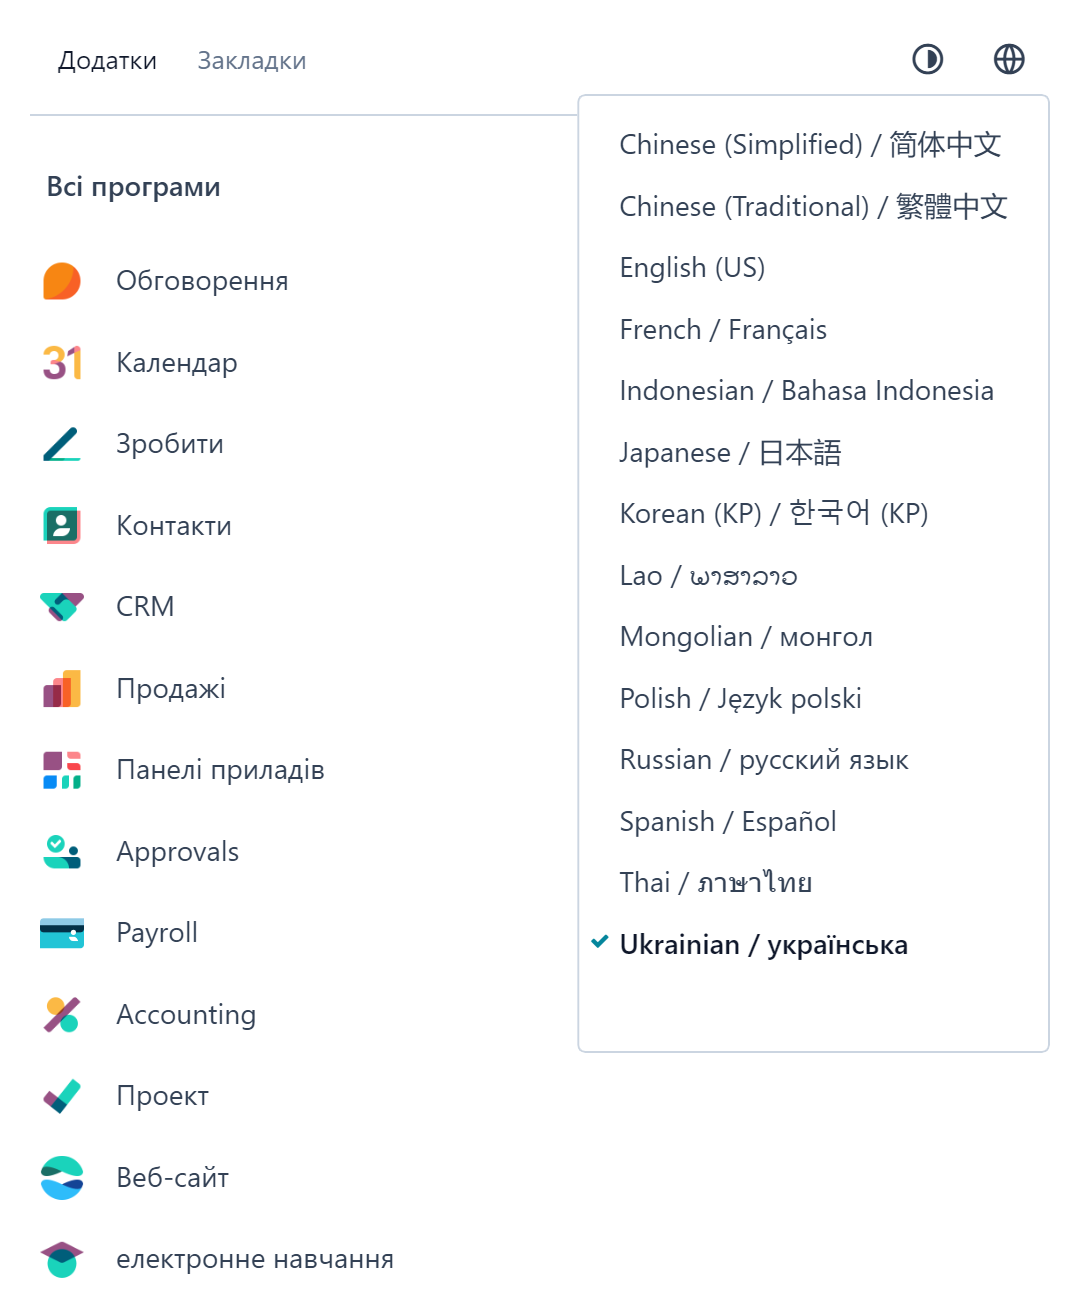 Додатки Закладки
Всі програми
Обговорення
31
Календар
Зробити
Контакти
CRM
Продажі
Панелі приладів
Approvals
Payroll
Accounting
Проект
Веб-сайт
електронне навчання
Chinese (Simplified) / 简体中文
Chinese (Traditional) / 繁體中文
English (US)
French / Français
Indonesian / Bahasa Indonesia
Japanese / 日本語
Korean (KP) / 한국어 (KP)
Lao / ພາສາລາວ
Mongolian / монгол
Polish / Język polski
Russian / русский язык
Spanish / Español
Thai / ภาษาไทย
Ukrainian / українська